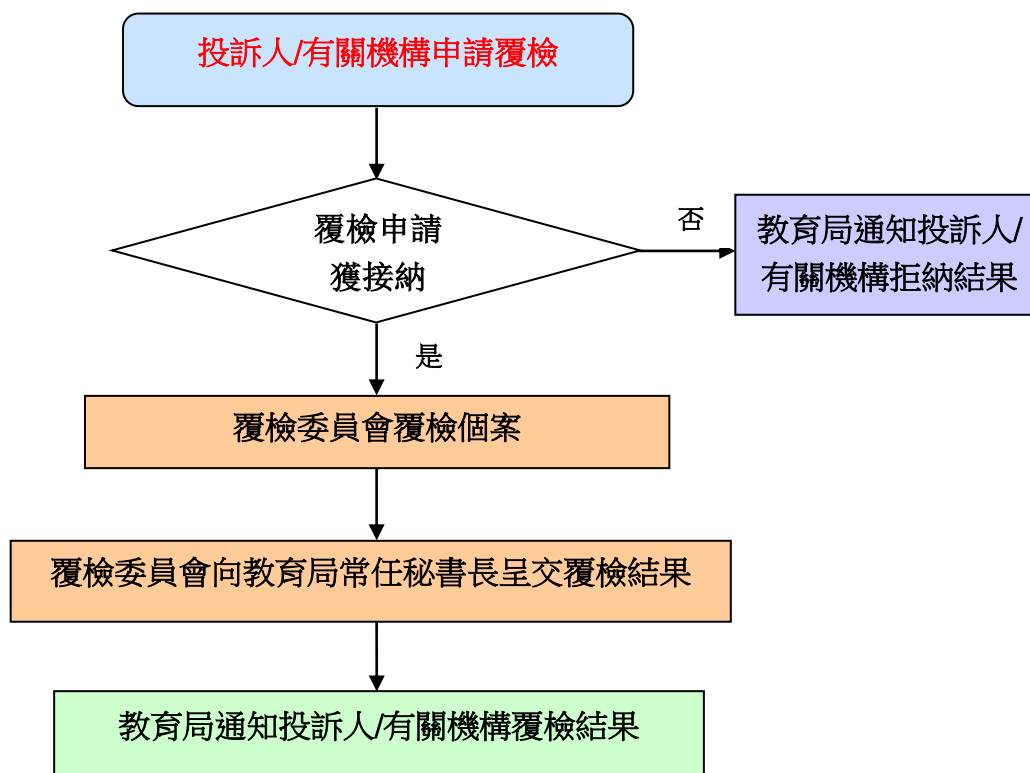 投訴人/有關機構申請覆檢
覆檢申請
獲接納
否
教育局通知投訴人/
有關機構拒納結果
是
覆檢委員會覆檢個案
覆檢委員會向教育局常任秘書長呈交覆檢結果
教育局通知投訴人/有關機構覆檢結果